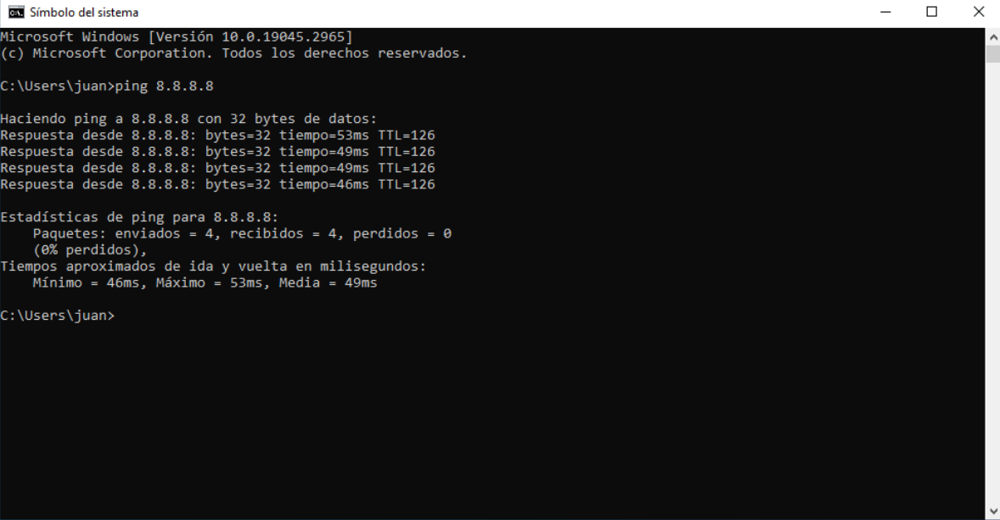 Símbolo del sistema
Microsoft Windows [Versión 10.0.19045.2965]
(c) Microsoft Corporation. Todos los derechos reservados.
C:\Users\juan>ping 8.8.8.8
Haciendo ping a 8.8.8.8 con 32 bytes de datos:
Respuesta desde 8.8.8.8: bytes=32 tiempo=53ms TTL=126
Respuesta desde 8.8.8.8: bytes=32 tiempo=49ms TTL=126
Respuesta desde 8.8.8.8: bytes=32 tiempo=49ms TTL=126
Respuesta desde 8.8.8.8: bytes=32 tiempo=46ms TTL=126
Estadísticas de ping para 8.8.8.8:
    Paquetes: enviados = 4, recibidos = 4, perdidos = 0
    (0% perdidos),
Tiempos aproximados de ida y vuelta en milisegundos:
    Mínimo = 46ms, Máximo = 53ms, Media = 49ms
C:\Users\juan>